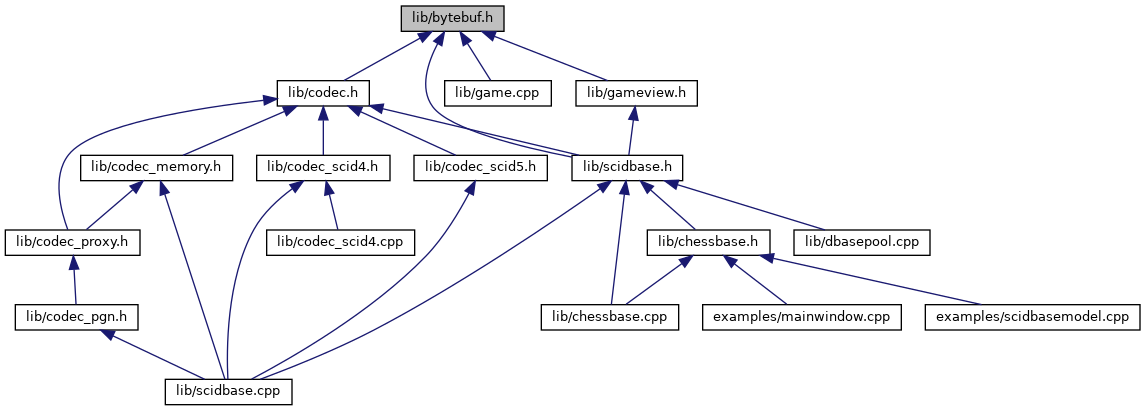 lib/bytebuf.h
lib/codec.h
lib/game.cpp
lib/gameview.h
lib/codec_memory.h
lib/codec_scid4.h
lib/codec_scid5.h
lib/scidbase.h
lib/codec_proxy.h
lib/codec_scid4.cpp
lib/chessbase.h
lib/dbasepool.cpp
lib/codec_pgn.h
lib/chessbase.cpp
examples/mainwindow.cpp
examples/scidbasemodel.cpp
lib/scidbase.cpp